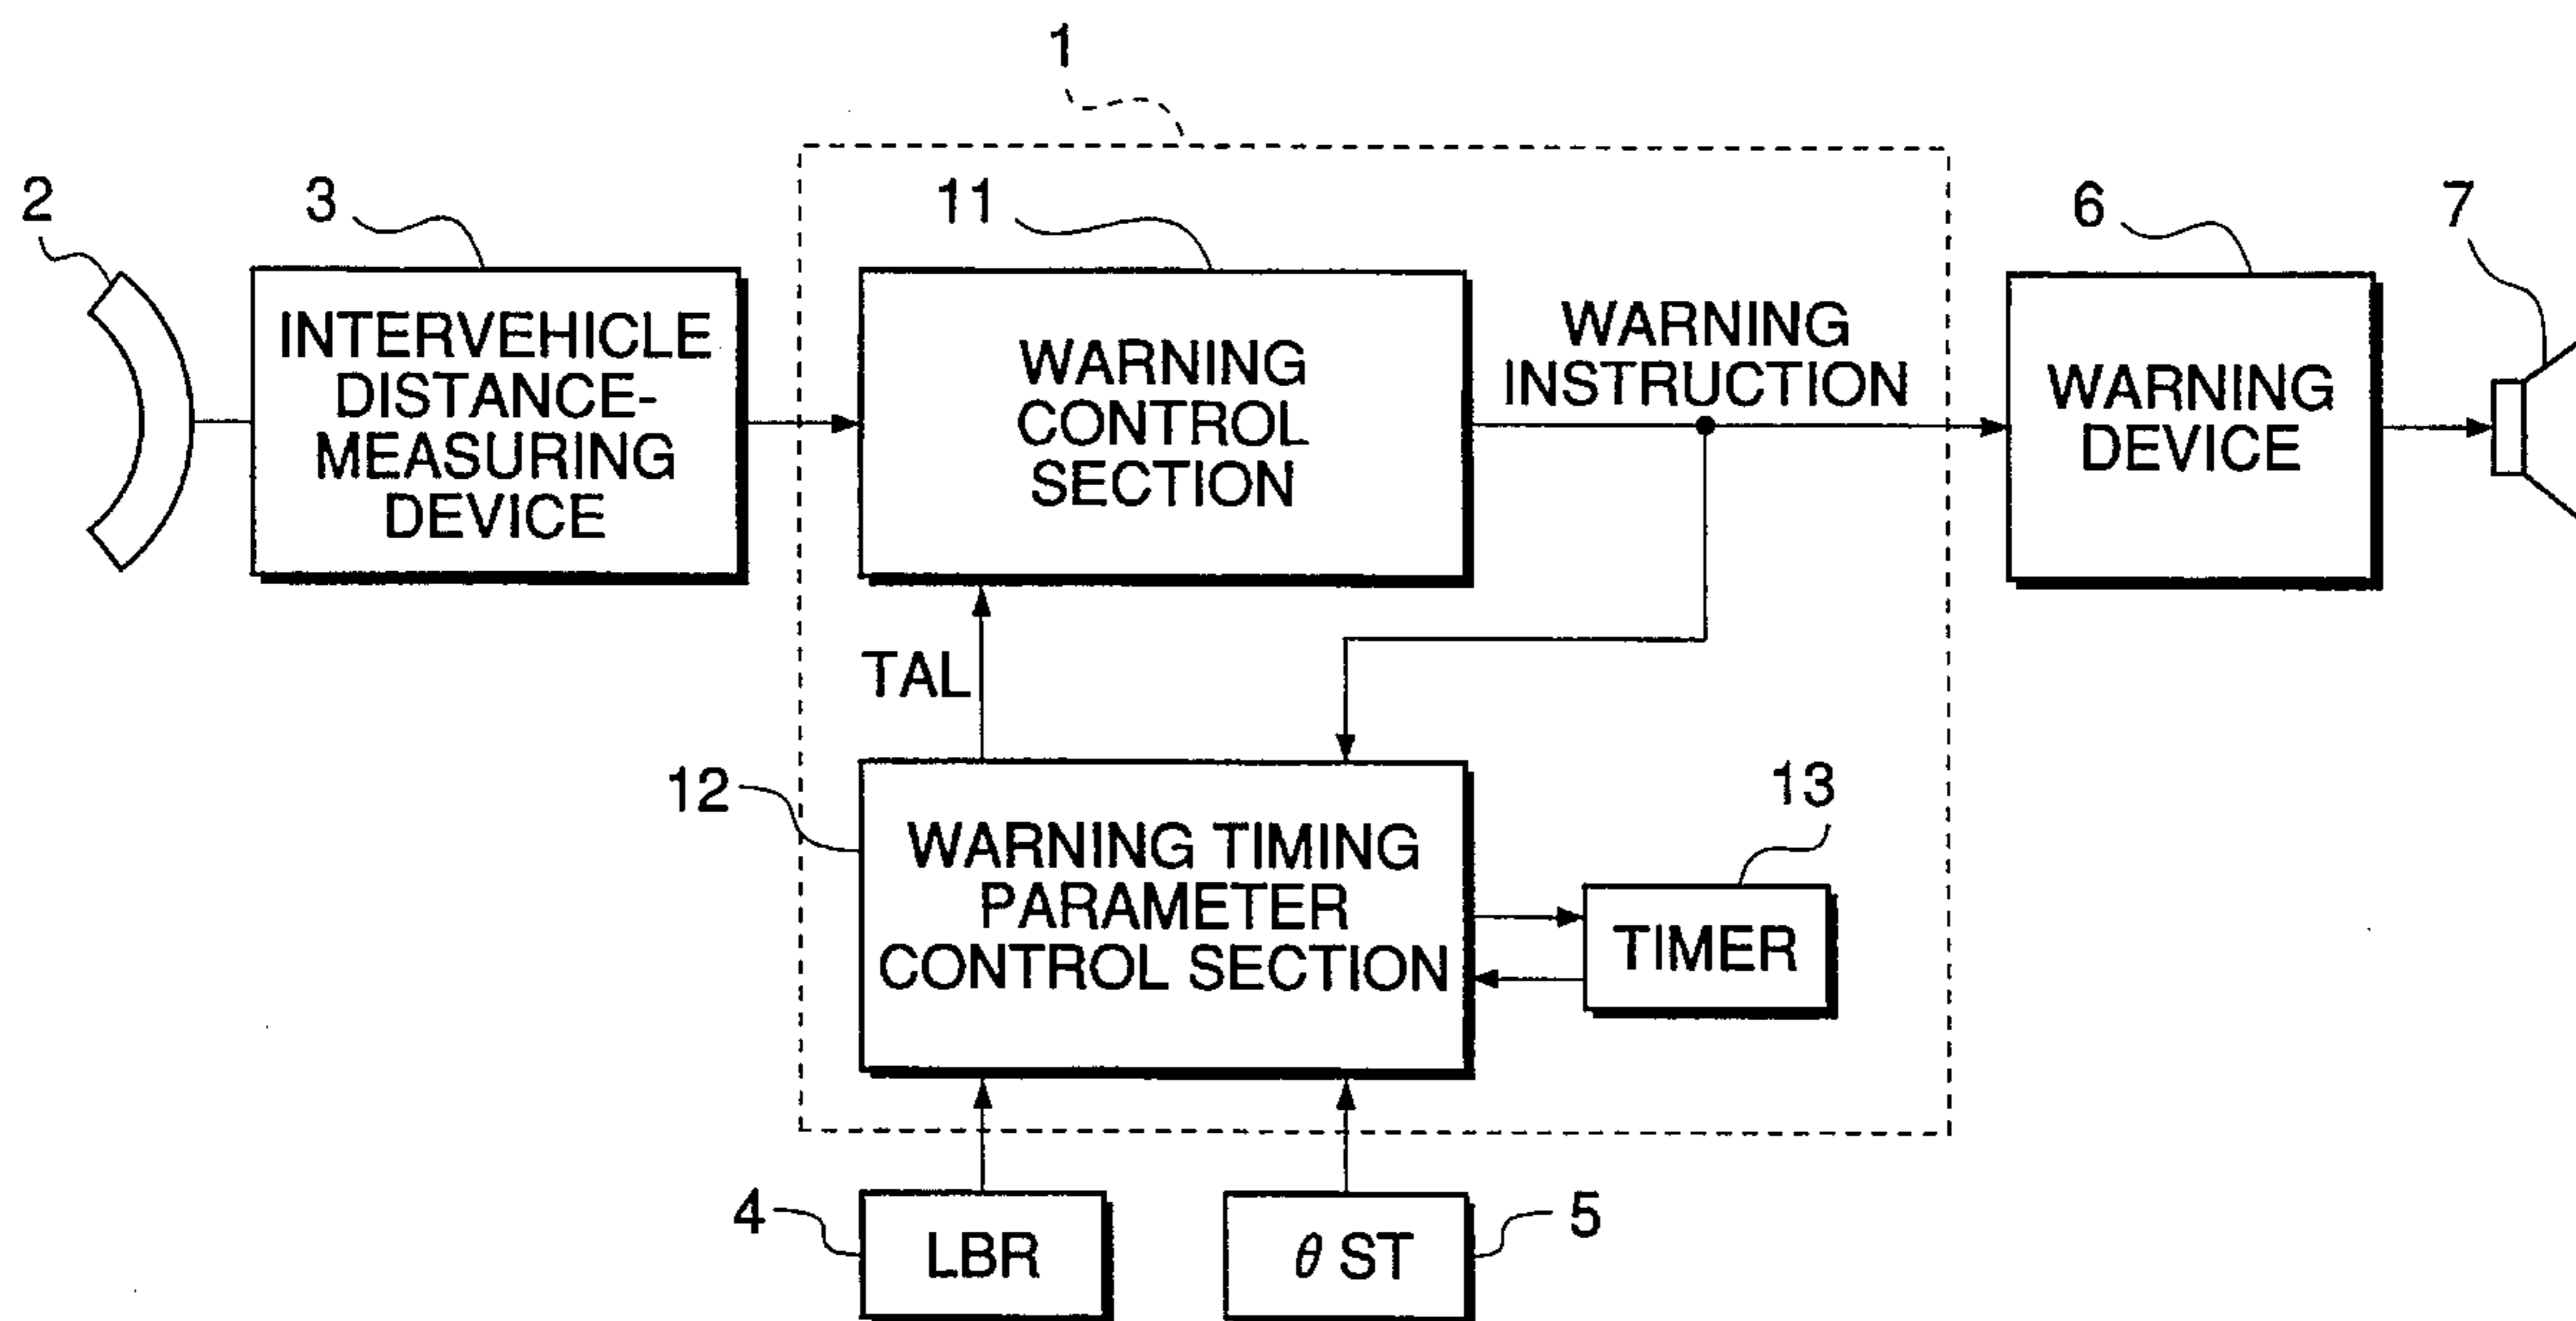 1
2
3
11
6
7
INTERVEHICLE
DISTANCE-
MEASURING
DEVICE
WARNING
CONTROL
SECTION
WARNING
INSTRUCTION
WARNING
DEVICE
TAL
12
WARNING TIMING
PARAMETER
CONTROL SECTION
13
TIMER
4
LBR
θ ST
5